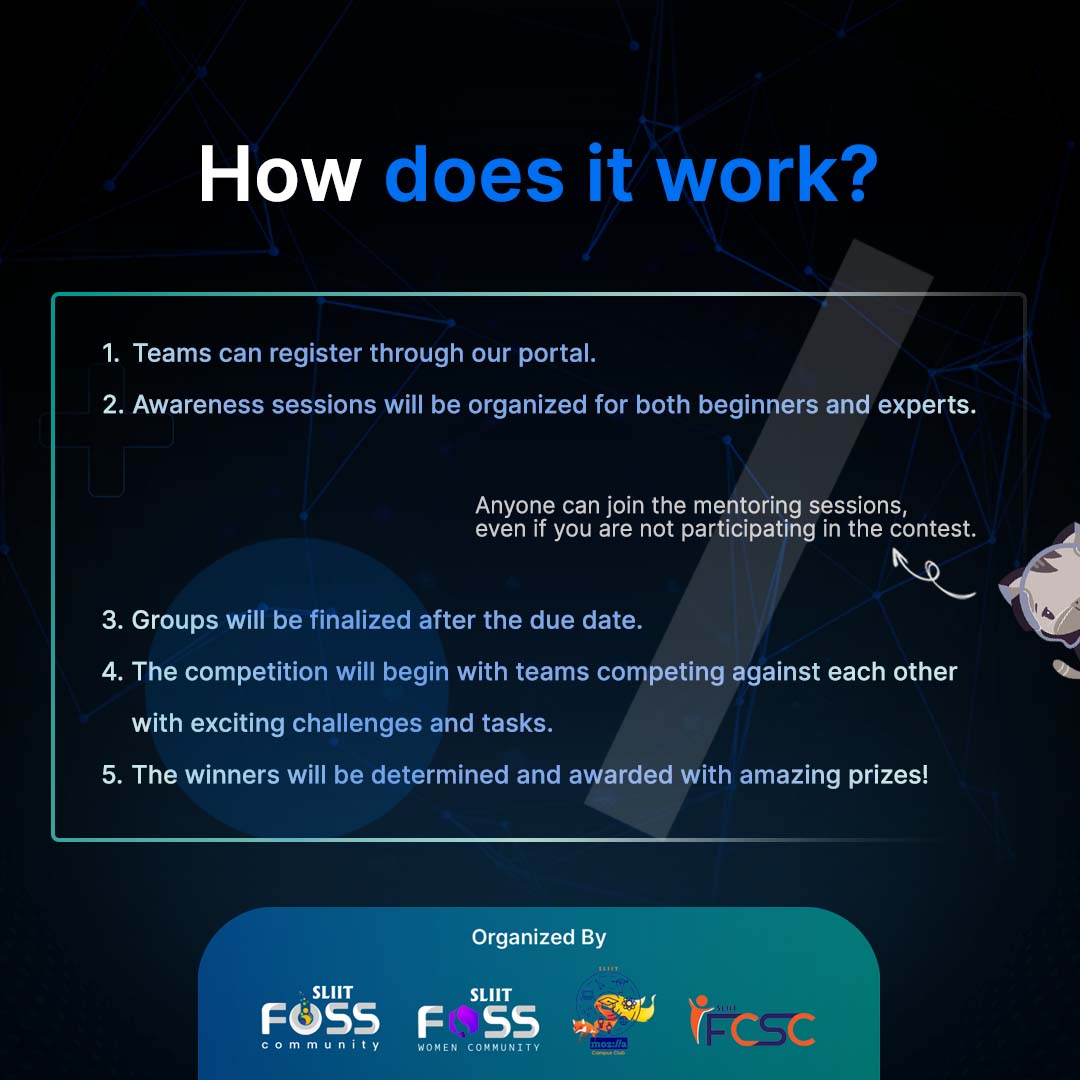 How does it work?
1. Teams can register through our portal.
2. Awareness sessions will be organized for both beginners and experts.
Anyone can join the mentoring sessions,
even if you are not participating in the contest.
3. Groups will be finalized after the due date.
4. The competition will begin with teams competing against each other
with exciting challenges and tasks.
5. The winners will be determined and awarded with amazing prizes!
Organized By
SLIIT
FOSS
community
SLIIT
FOSS
WOMEN COMMUNITY
SLIIT
moz://a
Campus Club
SLIIT
FCSC